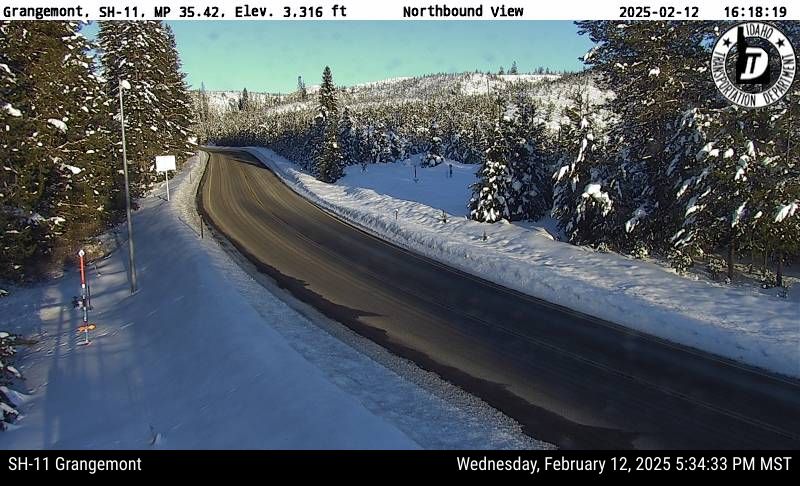 Grangemont, SH-11, MP 35.42, Elev. 3,316 ft Northbound View 2025-02-12 16:18:19
IDAHO
TRANSPORTATION DEPARTMENT
SH-11 Grangemont Wednesday, February 12, 2025 5:34:33 PM MST